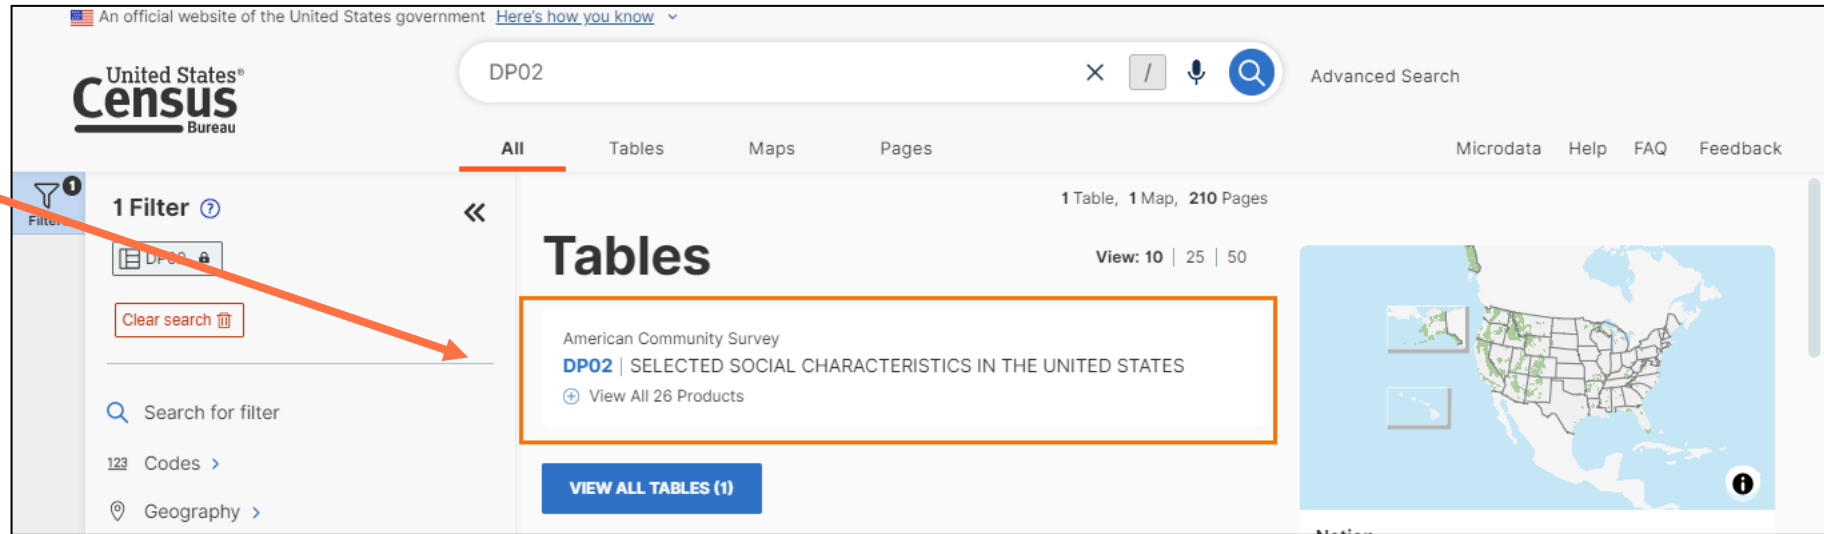 An official website of the United States government Here's how you know
United States®
Census
Bureau
DP02
/
Advanced Search
All Tables Maps Pages
Microdata Help FAQ Feedback
1
Filter
1 Filter ?
DP02
Clear search
Search for filter
123 Codes >
Geography >
1 Table, 1 Map, 210 Pages
Tables
View: 10 | 25 | 50
American Community Survey
DP02 | SELECTED SOCIAL CHARACTERISTICS IN THE UNITED STATES
View All 26 Products
VIEW ALL TABLES (1)
i